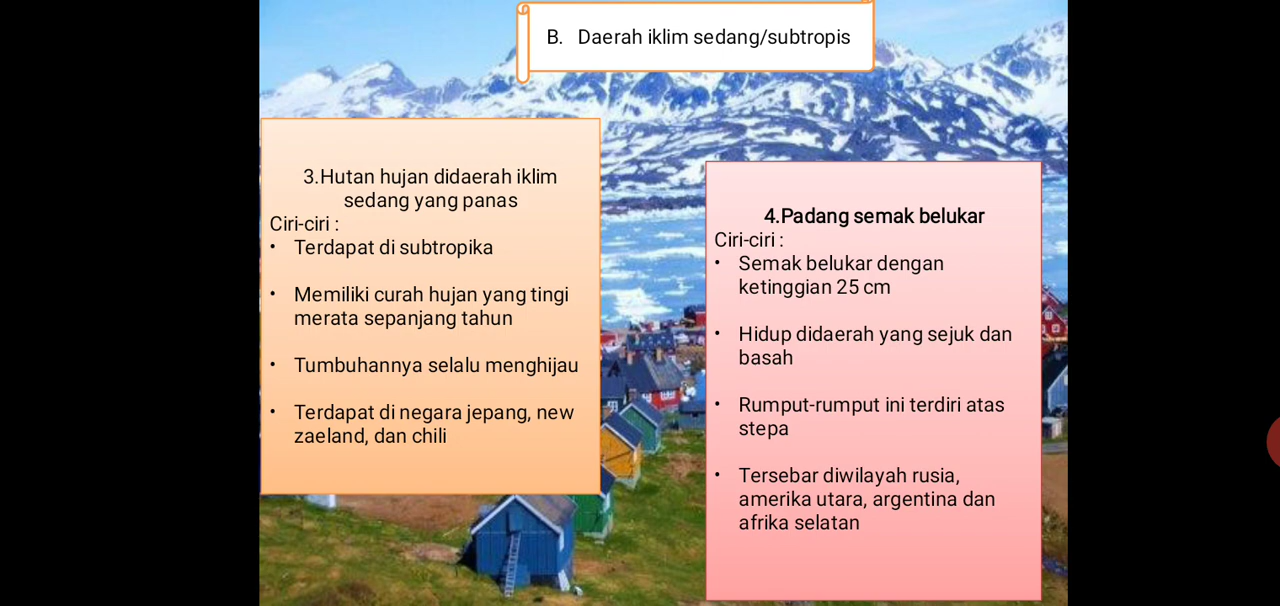 B. Daerah iklim sedang/subtropis
3.Hutan hujan didaerah iklim
sedang yang panas
Ciri-ciri :
• Terdapat di subtropika
• Memiliki curah hujan yang tingi
merata sepanjang tahun
• Tumbuhannya selalu menghijau
• Terdapat di negara jepang, new
zaeland, dan chili
4.Padang semak belukar
Ciri-ciri :
• Semak belukar dengan
ketinggian 25 cm
• Hidup didaerah yang sejuk dan
basah
• Rumput-rumput ini terdiri atas
stepa
• Tersebar diwilayah rusia,
amerika utara, argentina dan
afrika selatan